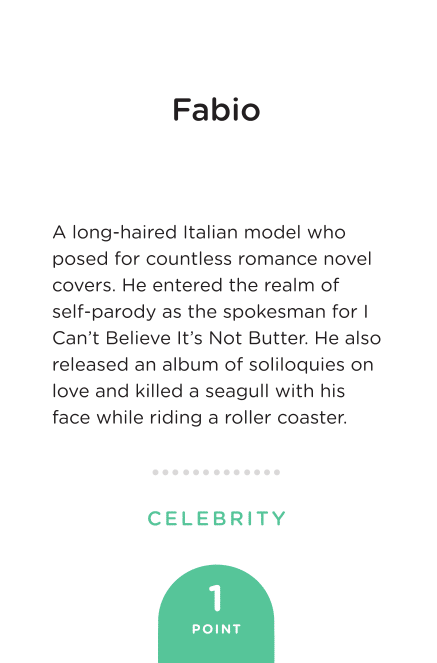 Fabio
A long-haired Italian model who
posed for countless romance novel
covers. He entered the realm of
self-parody as the spokesman for I
Can’t Believe It’s Not Butter. He also
released an album of soliloquies on
love and killed a seagull with his
face while riding a roller coaster.
CELEBRITY
1
POINT